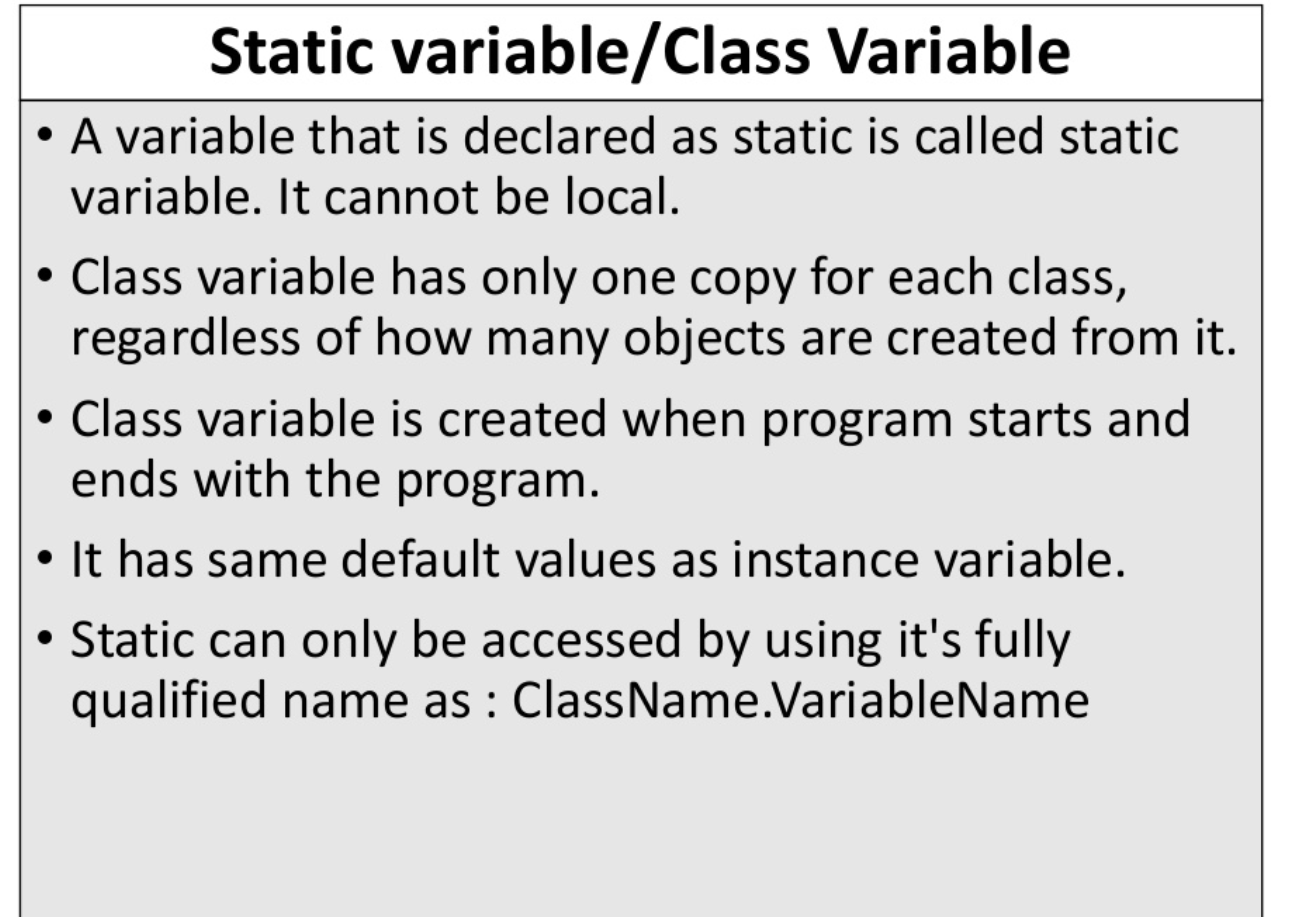 Static variable/Class Variable
• A variable that is declared as static is called static
variable. It cannot be local.
• Class variable has only one copy for each class,
regardless of how many objects are created from it.
• Class variable is created when program starts and
ends with the program.
• It has same default values as instance variable.
• Static can only be accessed by using it's fully
qualified name as : ClassName.VariableName